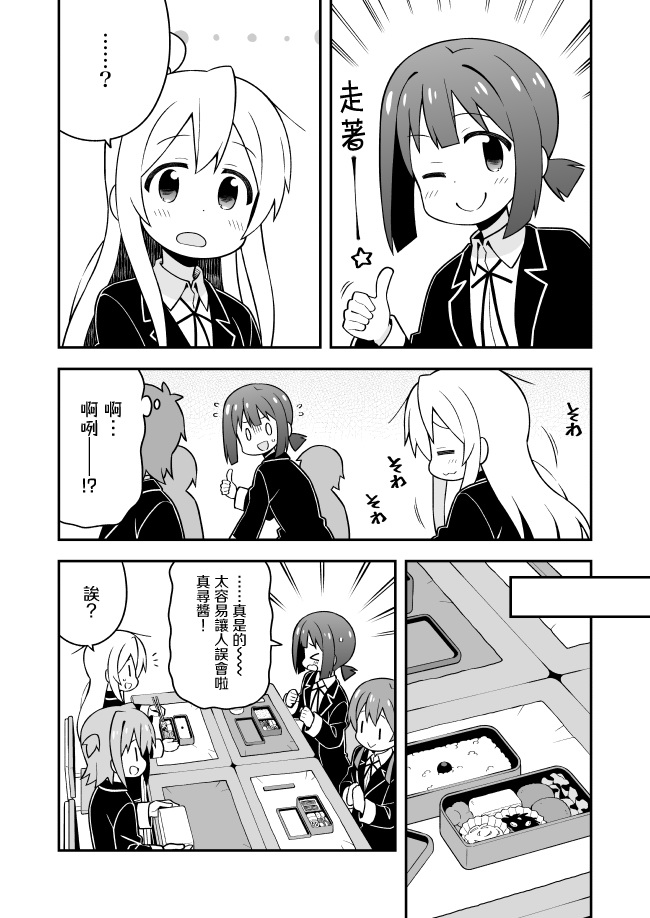 走著——☆
……？
そわ
そわ
そわ
啊…
啊咧——!?
……真是的～～
太容易讓人誤會啦
真尋醬！
誒？